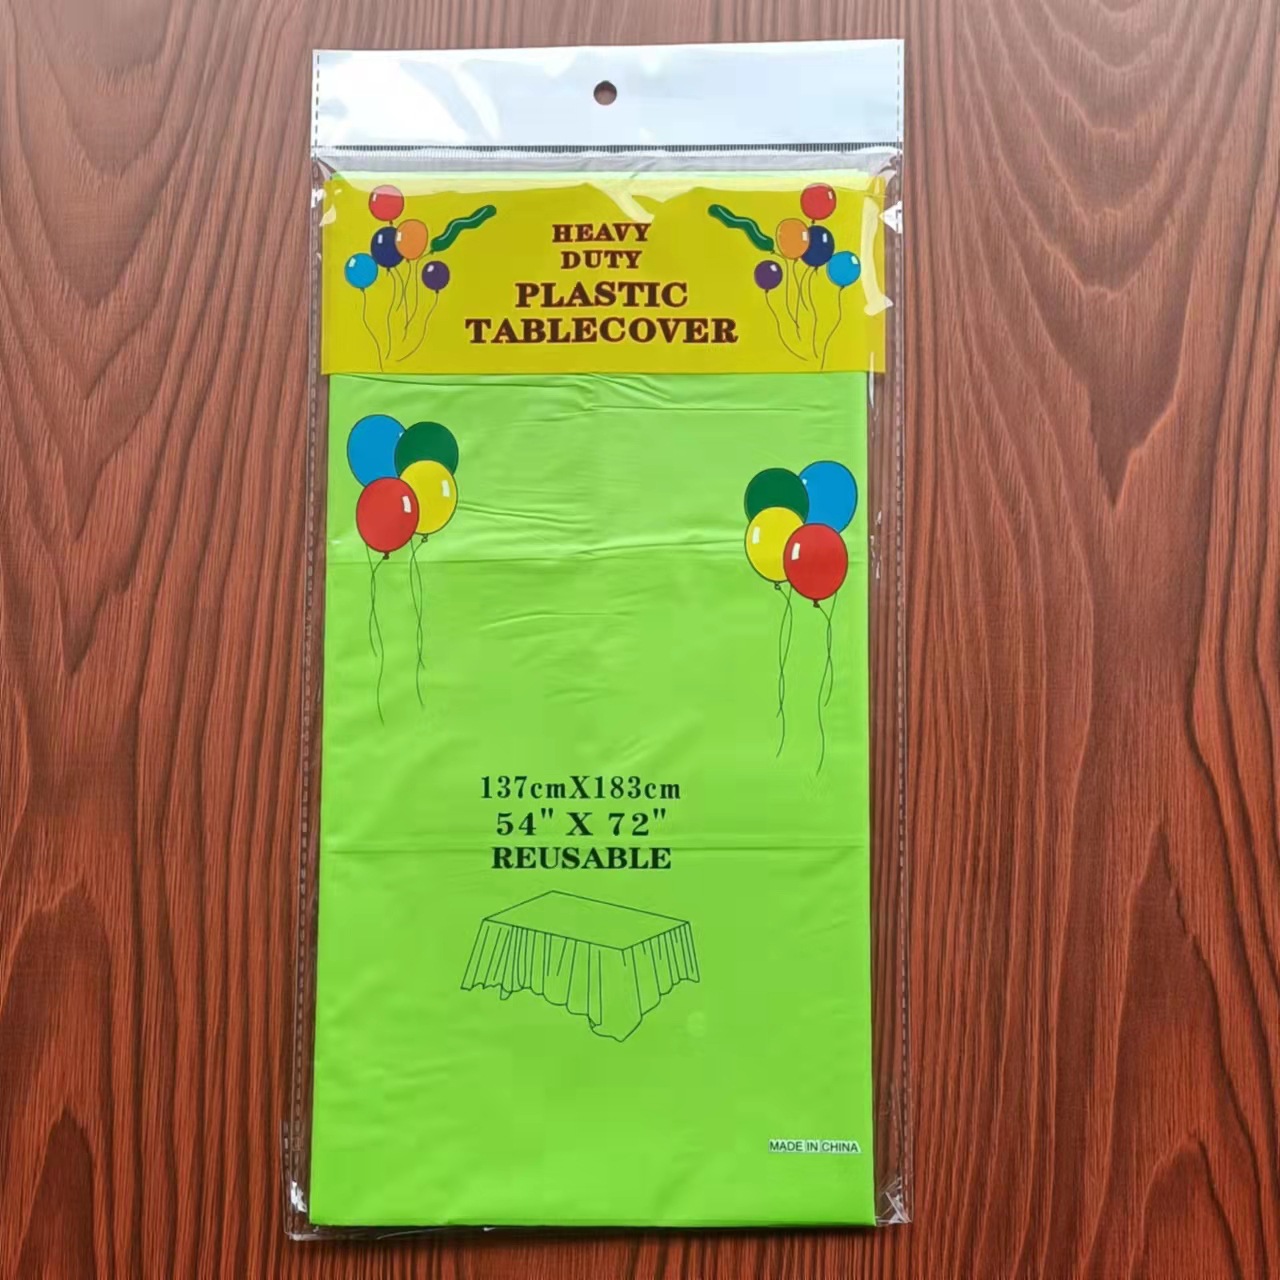 HEAVY
DUTY
PLASTIC
TABLECOVER
137cmX183cm
54" X 72"
REUSABLE
MADE IN CHINA